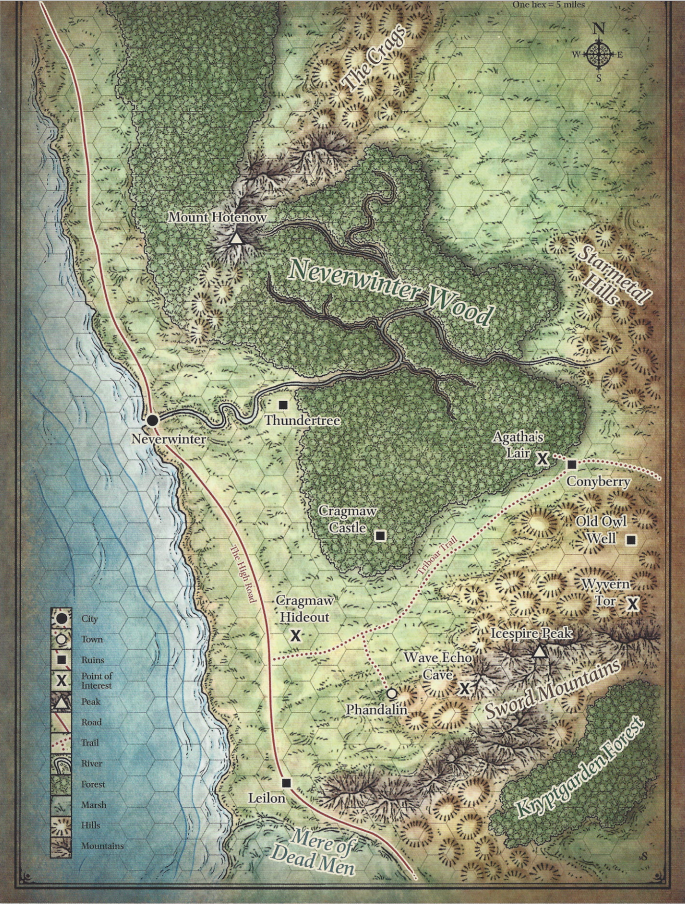 One hex = 5 miles
N
W
E
S
The Crags
Mount Hotenow
Neverwinter Wood
Starmetal
Hills
Thundertree
Neverwinter
Agatha's
Lair
X
Conyberry
Cragmaw
Castle
Old Owl
Well
The High Road
Triboar Trail
Wyvern
Tor
X
Cragmaw
Hideout
X
Icespire Peak
Wave Echo
Cave
X
Sword Mountains
Phandalin
Kryptgarden Forest
Leilon
Mere of
Dead Men
City
Town
Ruins
X
Point of
Interest
Peak
Road
Trail
River
Forest
Marsh
Hills
Mountains